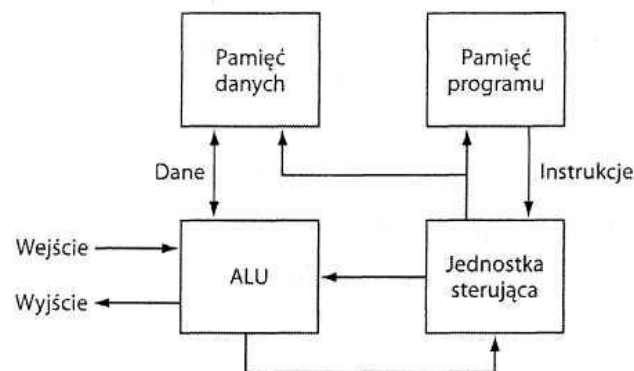 Pamięć
danych
Pamięć
programu
Dane
Instrukcje
Wejście
Wyjście
ALU
Jednostka
sterująca